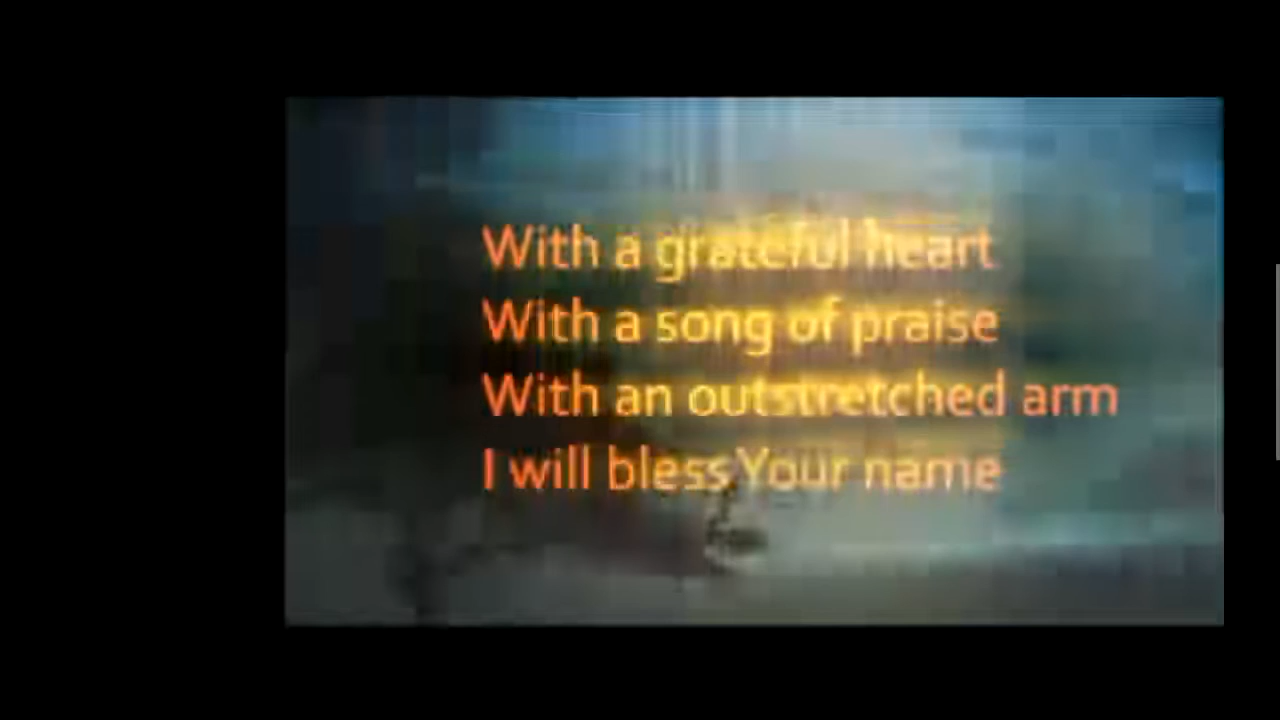 With a grateful heart
With a song of praise
With an outstretched arm
I will bless Your name